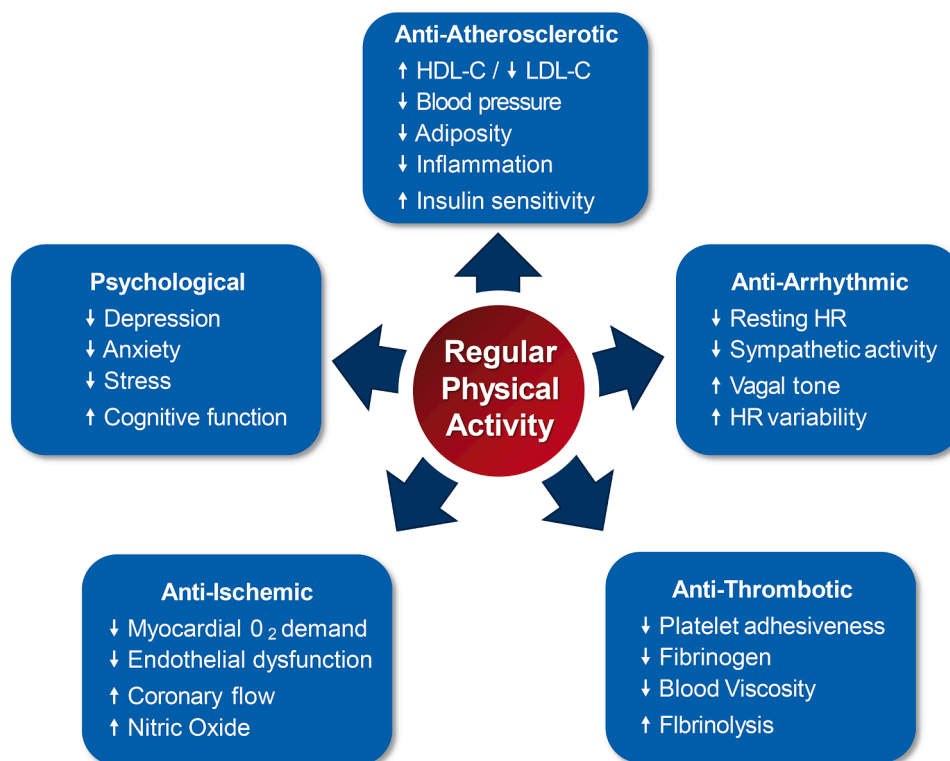 Anti-Atherosclerotic
↑ HDL-C / ↓ LDL-C
↓ Blood pressure
↓ Adiposity
↓ Inflammation
↑ Insulin sensitivity
Psychological
↓ Depression
↓ Anxiety
↓ Stress
↑ Cognitive function
Regular
Physical
Activity
Anti-Arrhythmic
↓ Resting HR
↓ Sympathetic activity
↑ Vagal tone
↑ HR variability
Anti-Ischemic
↓ Myocardial 0₂ demand
↓ Endothelial dysfunction
↑ Coronary flow
↑ Nitric Oxide
Anti-Thrombotic
↓ Platelet adhesiveness
↓ Fibrinogen
↓ Blood Viscosity
↑ FIbrinolysis